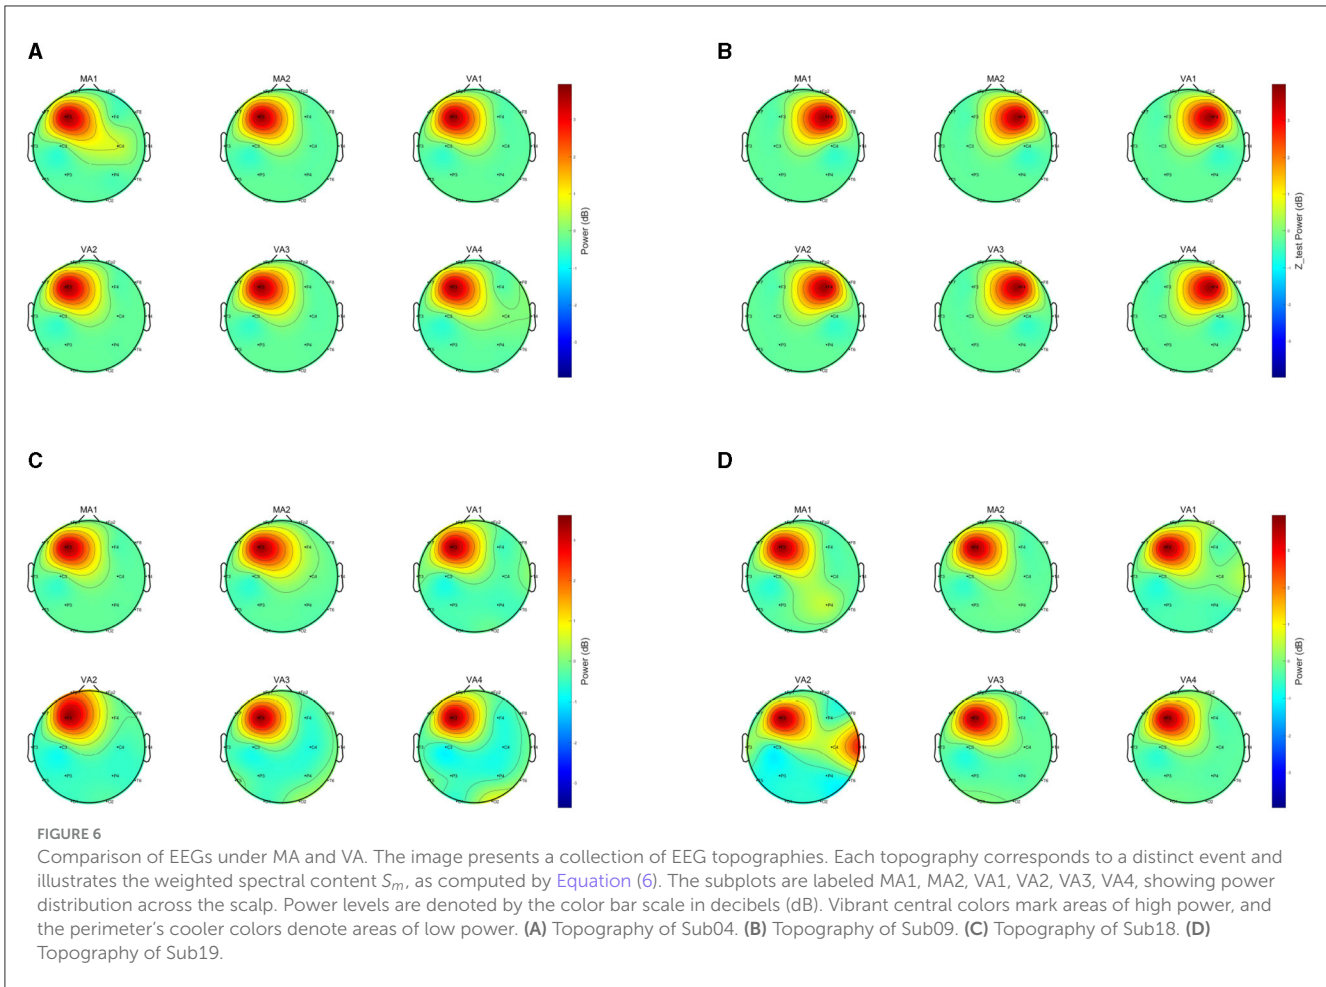 A
B
MA1
MA2
VA1
MA1
MA2
VA1
VA2
VA3
VA4
VA2
VA3
VA4
Power (dB)
Z_test Power (dB)
C
D
MA1
MA2
VA1
MA1
MA2
VA1
VA2
VA3
VA4
VA2
VA3
VA4
Power (dB)
Power (dB)
FIGURE 6
Comparison of EEGs under MA and VA. The image presents a collection of EEG topographies. Each topography corresponds to a distinct event and
illustrates the weighted spectral content Sm, as computed by Equation (6). The subplots are labeled MA1, MA2, VA1, VA2, VA3, VA4, showing power
distribution across the scalp. Power levels are denoted by the color bar scale in decibels (dB). Vibrant central colors mark areas of high power, and
the perimeter's cooler colors denote areas of low power. (A) Topography of Sub04. (B) Topography of Sub09. (C) Topography of Sub18. (D)
Topography of Sub19.